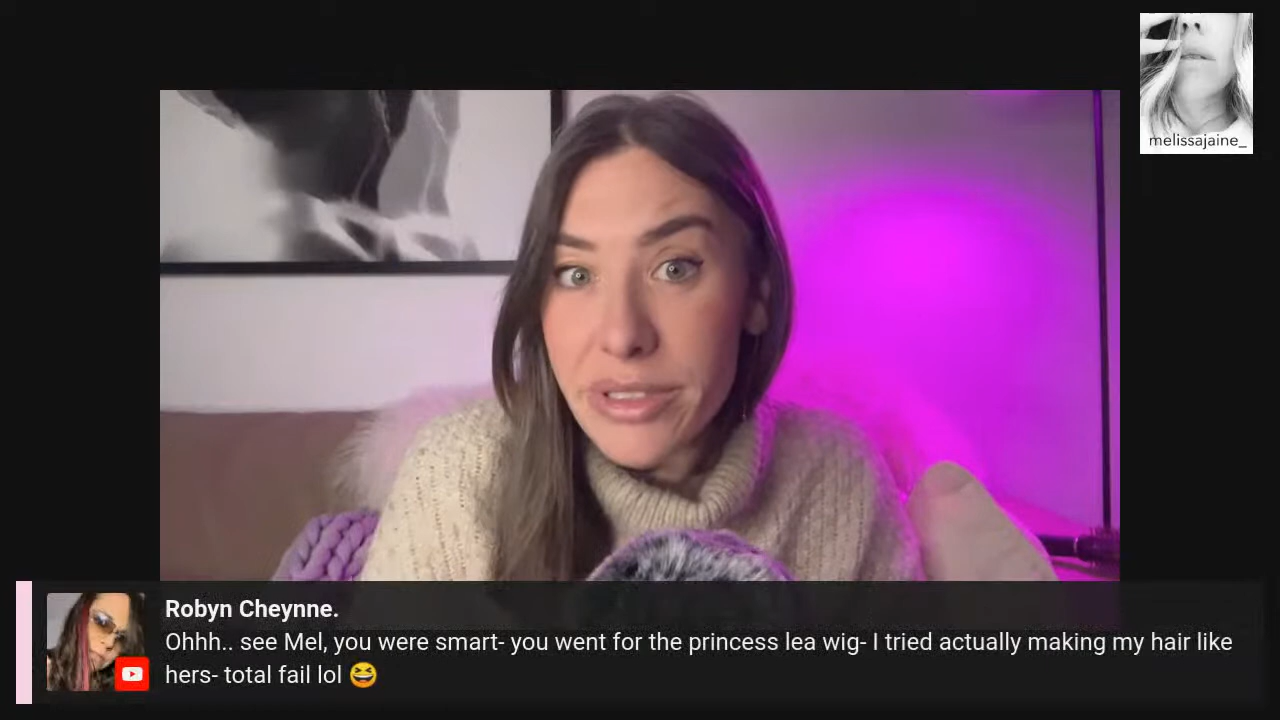 melissajaine_
Robyn Cheynne.
Ohhh.. see Mel, you were smart- you went for the princess lea wig- I tried actually making my hair like
hers- total fail lol 😆